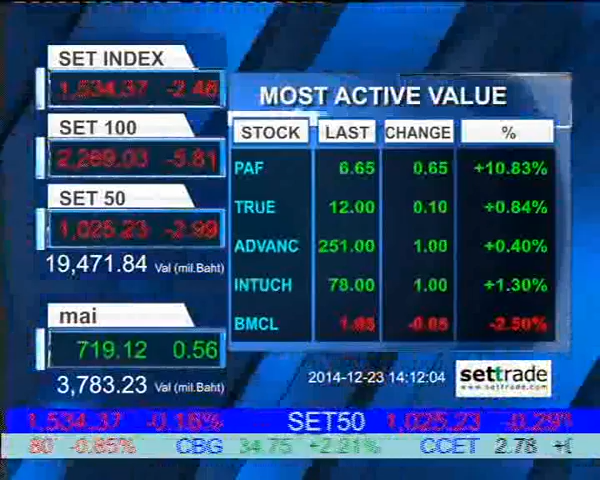 SET INDEX
1,534.37 -2.46
SET 100
2,269.03 -5.81
SET 50
1,025.23 -2.99
19,471.84 Val (mil.Baht)
mai
719.12 0.56
3,783.23 Val (mil.Baht)
MOST ACTIVE VALUE
STOCK LAST CHANGE %
PAF 6.65 0.65 +10.83%
TRUE 12.00 0.10 +0.84%
ADVANC 251.00 1.00 +0.40%
INTUCH 78.00 1.00 +1.30%
BMCL -0.05 -2.50%
2014-12-23 14:12:04
settrade
www.settrade.com
1,534.37 -0.16% SET50 1,025.23 -0.29%
80 -0.85% CBG 34.75 +2.21% CCET 2.78